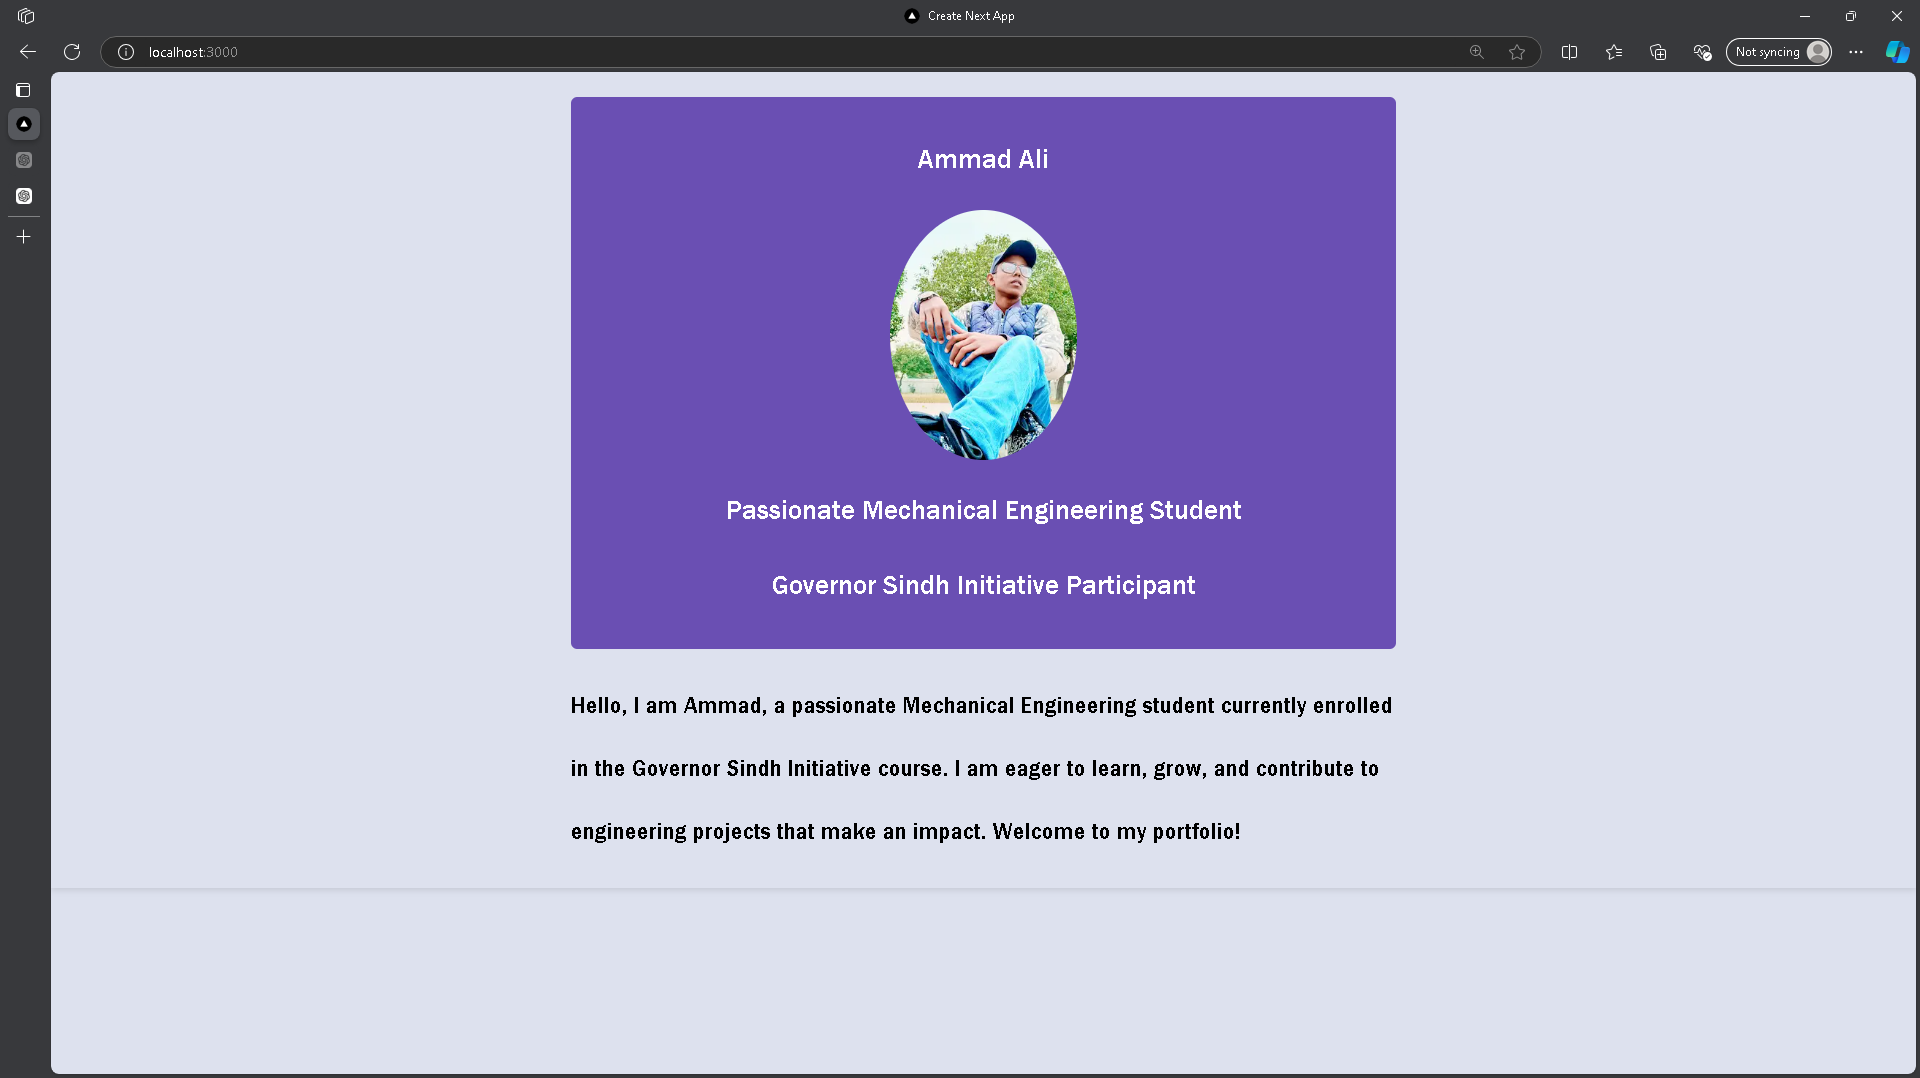 Create Next App
localhost:3000
Not syncing
Ammad Ali
Passionate Mechanical Engineering Student
Governor Sindh Initiative Participant
Hello, I am Ammad, a passionate Mechanical Engineering student currently enrolled
in the Governor Sindh Initiative course. I am eager to learn, grow, and contribute to
engineering projects that make an impact. Welcome to my portfolio!